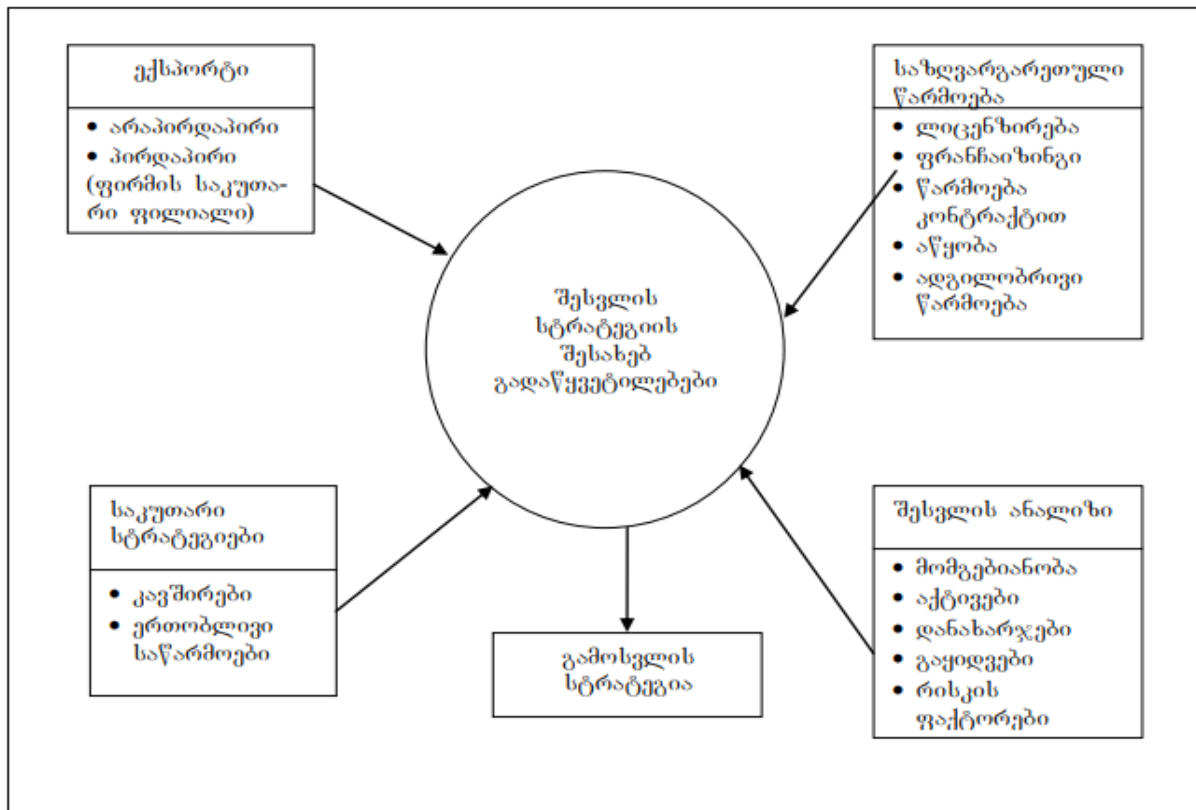 ექსპორტი
• არაპირდაპირი
• პირდაპირი
(ფირმის საკუთა-
რი ფილიალი)
საზღვარგარეთული
წარმოება
• ლიცენზირება
• ფრანჩაიზინგი
• წარმოება
კონტრაქტით
• აწყობა
• ადგილობრივი
წარმოება
შესვლის
სტრატეგიის
შესახებ
გადაწყვეტილებები
საკუთარი
სტრატეგიები
• კავშირები
• ერთობლივი
საწარმოები
გამოსვლის
სტრატეგია
შესვლის ანალიზი
• მომგებიანობა
• აქტივები
• დანახარჯები
• გაყიდვები
• რისკის
ფაქტორები